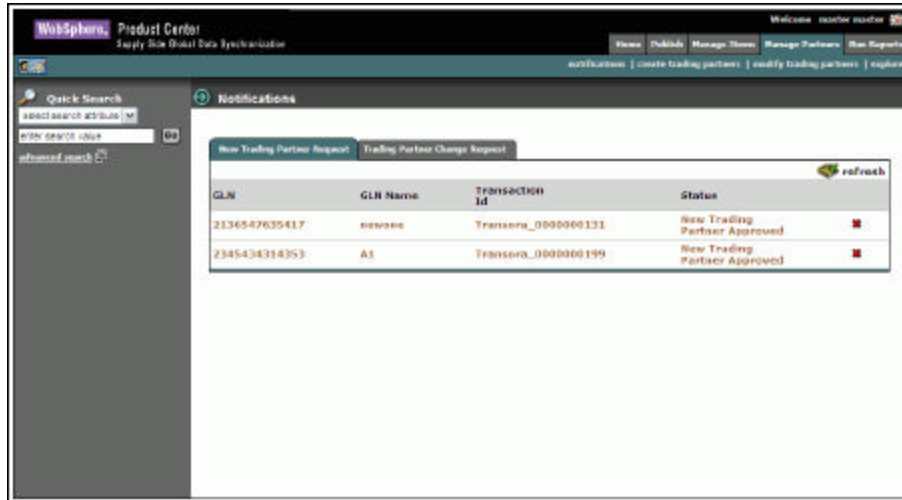 WebSphere, Product Center
Supply Side Global Data Synchronization
Welcome master master
Home Publish Manage Items Manage Partners Run Reports
notifications | create trading partners | modify trading partners | explore
Quick Search
select search attribute
enter search value Go
advanced search
Notifications
New Trading Partner Request Trading Partner Change Request
refresh
GLN GLN Name Transaction Id Status
2136547635417 newone Transora_0000000131 New Trading Partner Approved
2345434314353 A1 Transora_0000000199 New Trading Partner Approved